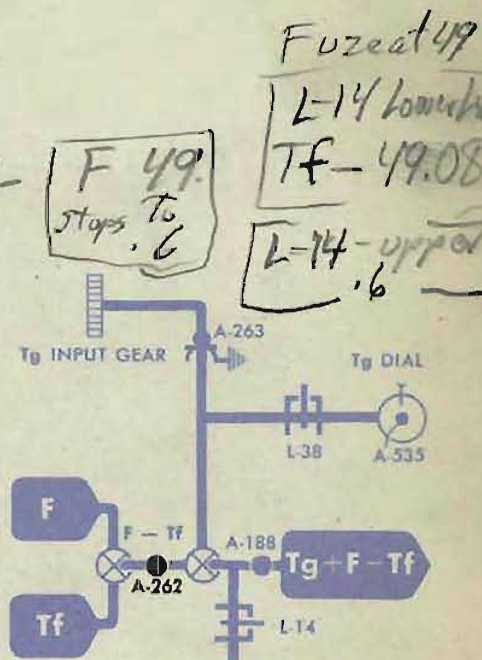 Fuze at 49
L-14 Lower
Tf - 49.08
F 49.
stops To
.6
L-14 - upper
.6
A-263
Tg INPUT GEAR
Tg DIAL
L-38
A-535
F
F - Tf
A-188
Tg+F-Tf
A-262
Tf
L-14